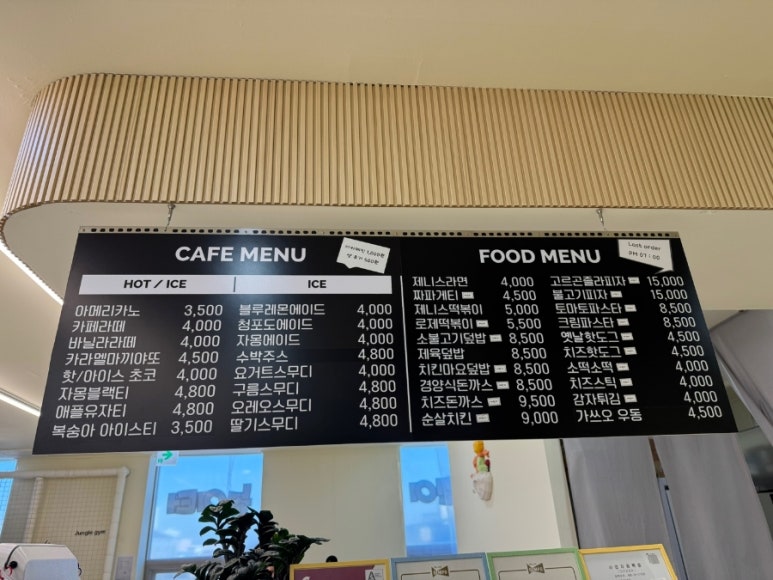 CAFE MENU
HOT / ICE
아메리카노 3,500
카페라떼 4,000
바닐라라떼 4,000
카라멜마끼야또 4,500
핫/아이스 초코 4,000
자몽블랙티 4,800
애플유자티 4,800
복숭아 아이스티 3,500
ICE
블루레몬에이드 4,000
청포도에이드 4,000
자몽에이드 4,000
수박주스 4,800
요거트스무디 4,000
구름스무디 4,800
오레오스무디 4,800
딸기스무디 4,800
FOOD MENU
Last order
PM 07 : 00
제니스라면 4,000
짜파게티 4,500
제니스떡볶이 5,000
로제떡볶이 5,500
소불고기덮밥 8,500
제육덮밥 8,500
치킨마요덮밥 8,500
경양식돈까스 8,500
치즈돈까스 9,500
순살치킨 9,000
고르곤졸라피자 15,000
불고기피자 15,000
토마토파스타 8,500
크림파스타 8,500
옛날핫도그 4,500
치즈핫도그 4,500
소떡소떡 4,000
치즈스틱 4,000
감자튀김 4,000
가쓰오 우동 4,500
Jungle gym